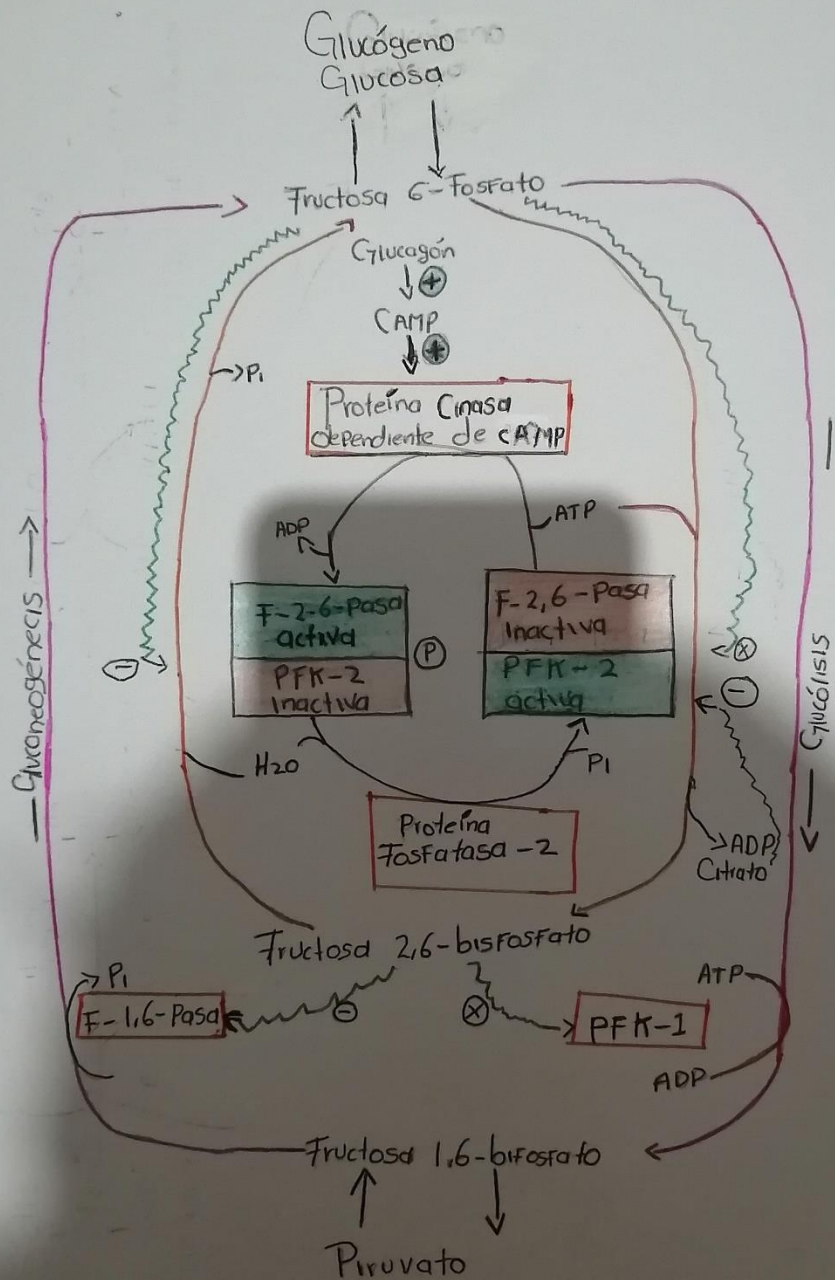 Glucógeno
Glucosa
Fructosa 6-Fosfato
Glucagón
+
CAMP
+
Pi
Proteína Cinasa
dependiente de cAMP
ADP
ATP
F-2-6-Pasa
activa
PFK-2
Inactiva
P
F-2,6-Pasa
Inactiva
PFK-2
activa
Gluconeogénecis
Glucólisis
H2O
Pi
Proteína
Fosfatasa-2
ADP
Citrato
Fructosa 2,6-bisfosfato
Pi
F-1,6-Pasa
PFK-1
ATP
ADP
Fructosa 1,6-bifosfato
Piruvato